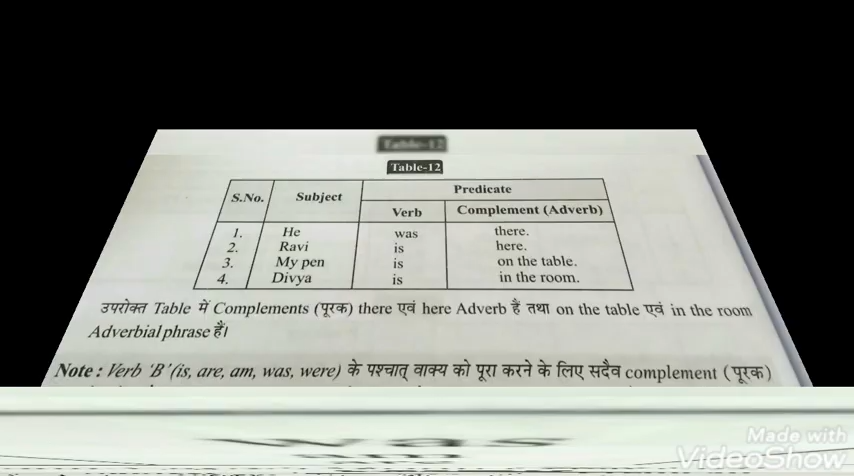 Table-12
Table-12
S.No. Subject Predicate
Verb Complement (Adverb)
1. He was there.
2. Ravi is here.
3. My pen is on the table.
4. Divya is in the room.
उपरोक्त Table में Complements (पूरक) there एवं here Adverb हैं तथा on the table एवं in the room
Adverbial phrase हैं।
Note : Verb 'B' (is, are, am, was, were) के पश्चात् वाक्य को पूरा करने के लिए सदैव complement (पूरक)
was
Made with
VideoShow